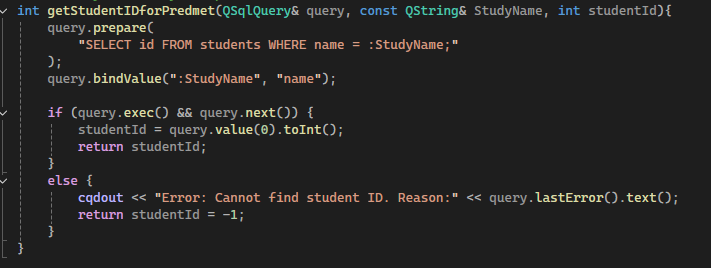 int getStudentIDforPredmet(QSqlQuery& query, const QString& StudyName, int studentId){
query.prepare(
"SELECT id FROM students WHERE name = :StudyName;"
);
query.bindValue(":StudyName", "name");
if (query.exec() && query.next()) {
studentId = query.value(0).toInt();
return studentId;
}
else {
cqdout << "Error: Cannot find student ID. Reason:" << query.lastError().text();
return studentId = -1;
}
}